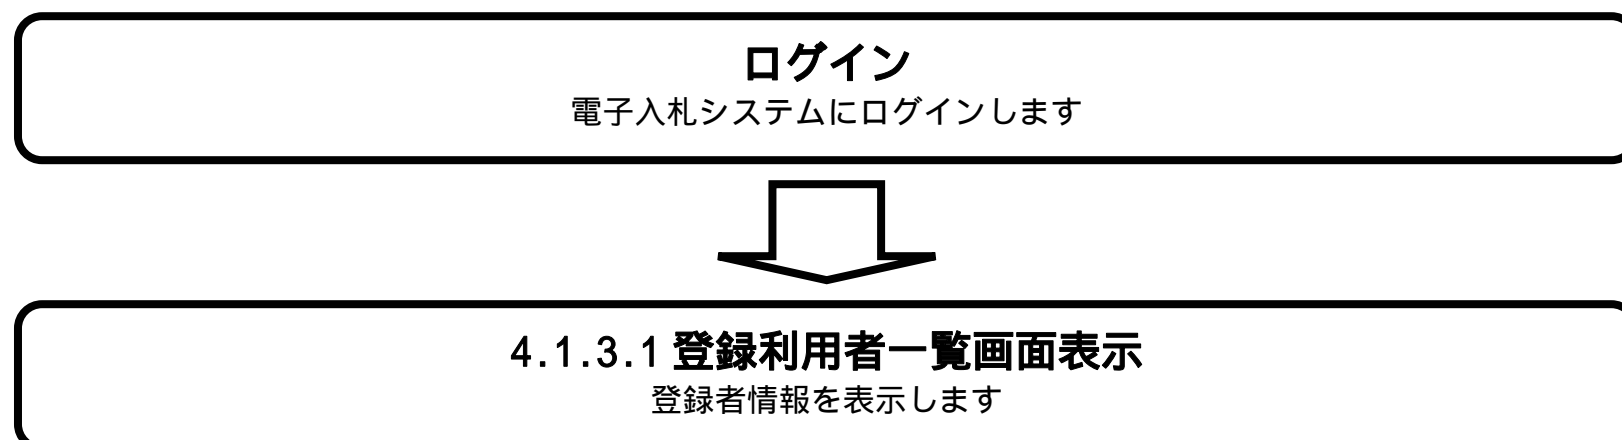 ログイン
電子入札システムにログインします
4.1.3.1 登録利用者一覧画面表示
登録者情報を表示します